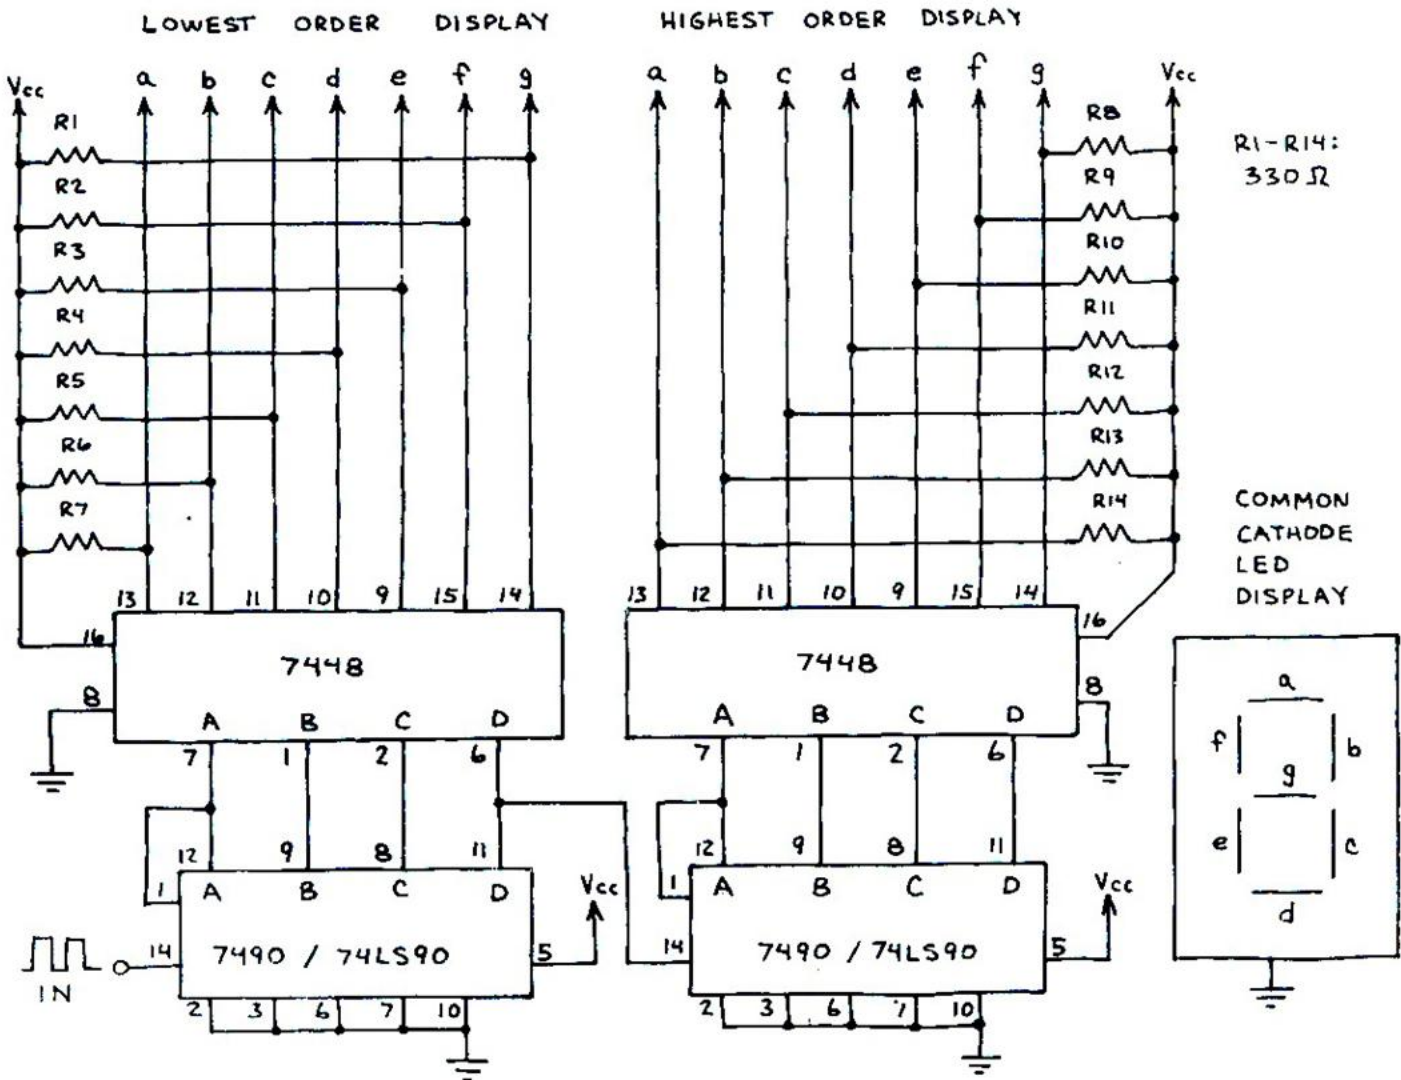 LOWEST ORDER DISPLAY
HIGHEST ORDER DISPLAY
Vcc a b c d e f g
a b c d e f g Vcc
R1
R2
R3
R4
R5
R6
R7
R8
R9
R10
R11
R12
R13
R14
R1-R14:
330Ω
13 12 11 10 9 15 14
16
8
7448
A B C D
7 1 2 6
13 12 11 10 9 15 14
16
8
7448
A B C D
7 1 2 6
12 9 8 11
1
A B C D
14
7490 / 74LS90
5
Vcc
2 3 6 7 10
IN
12 9 8 11
1
A B C D
14
7490 / 74LS90
5
Vcc
2 3 6 7 10
COMMON
CATHODE
LED
DISPLAY
a
f b
g
e c
d